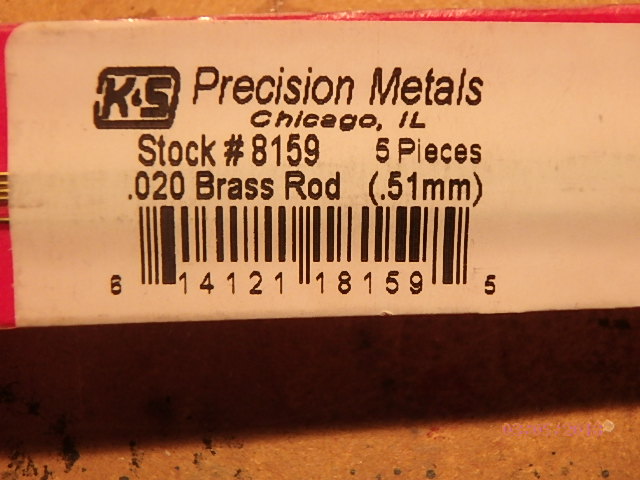 K&S Precision Metals
Chicago, IL
Stock # 8159 5 Pieces
.020 Brass Rod (.51mm)
6 14121 18159 5